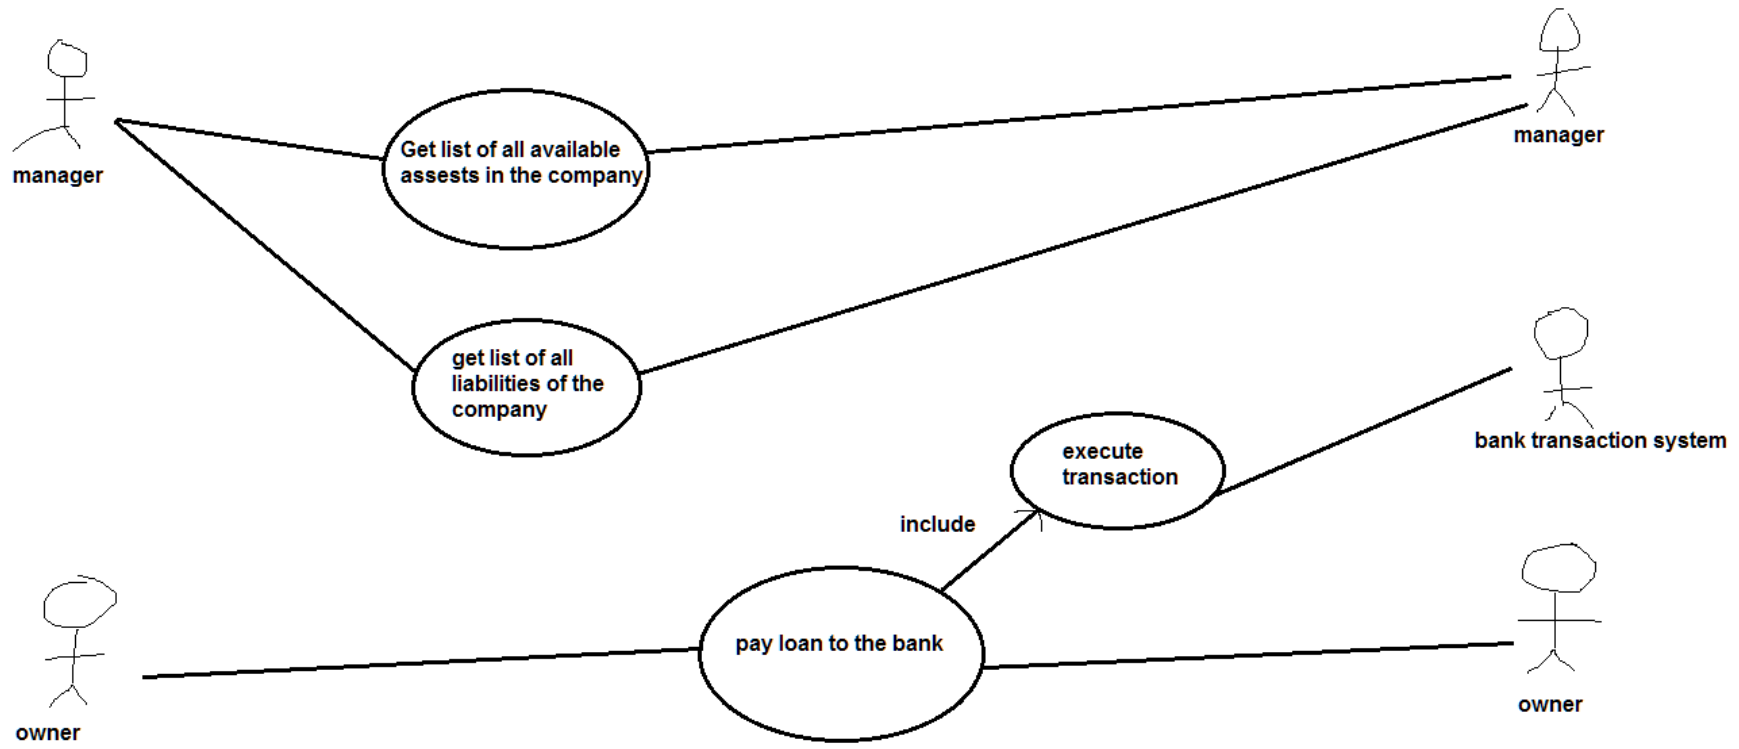 manager
Get list of all available
assests in the company
manager
get list of all
liabilities of the
company
execute
transaction
bank transaction system
include
pay loan to the bank
owner
owner